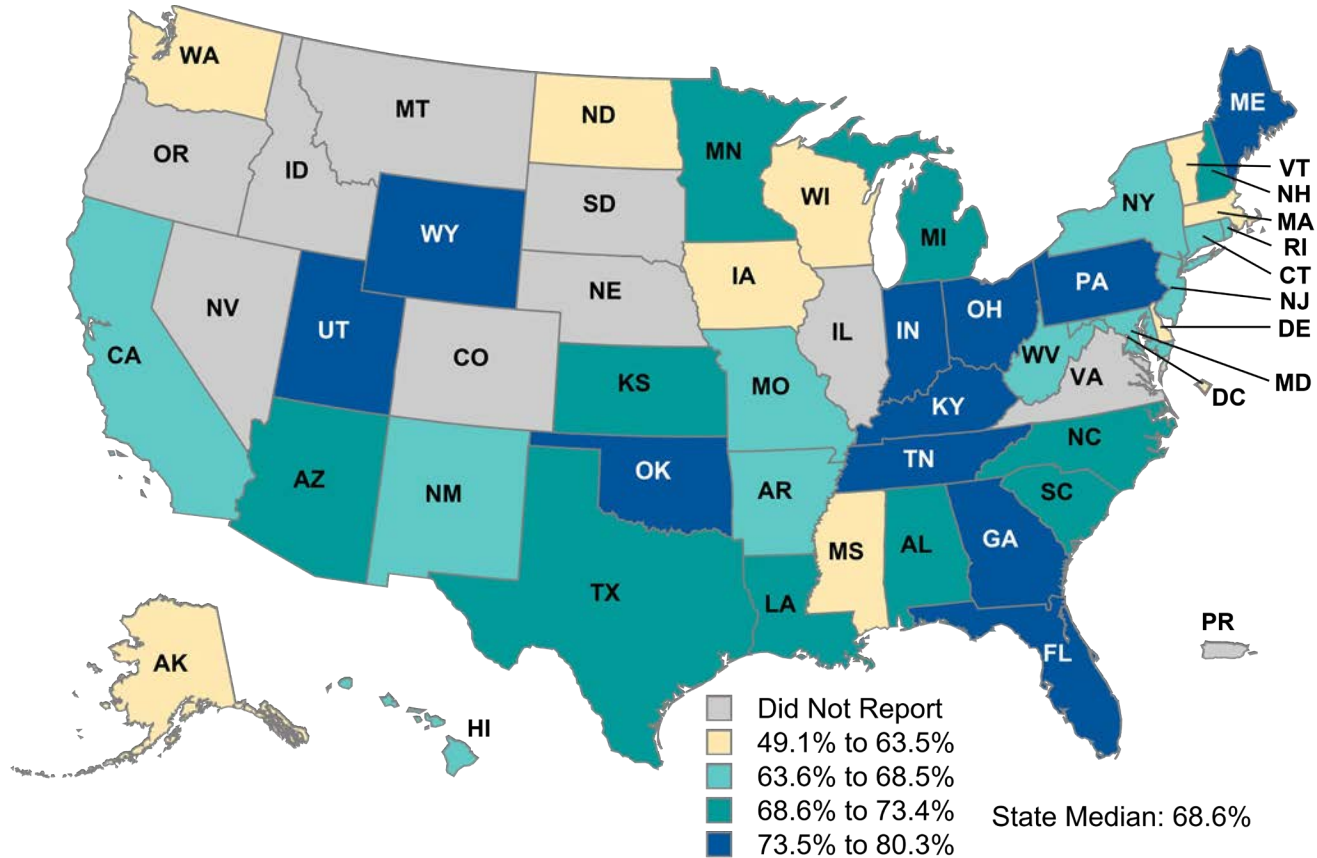 WA
MT
ND
MN
ME
OR
ID
SD
WI
NY
VT
NH
MA
RI
CT
NJ
DE
MD
DC
WY
MI
IA
NE
PA
NV
UT
CO
IL
IN
OH
CA
KS
MO
WV
VA
KY
NC
AZ
NM
OK
AR
TN
SC
MS
AL
GA
TX
LA
PR
AK
FL
HI
Did Not Report
49.1% to 63.5%
63.6% to 68.5%
68.6% to 73.4%
73.5% to 80.3%
State Median: 68.6%